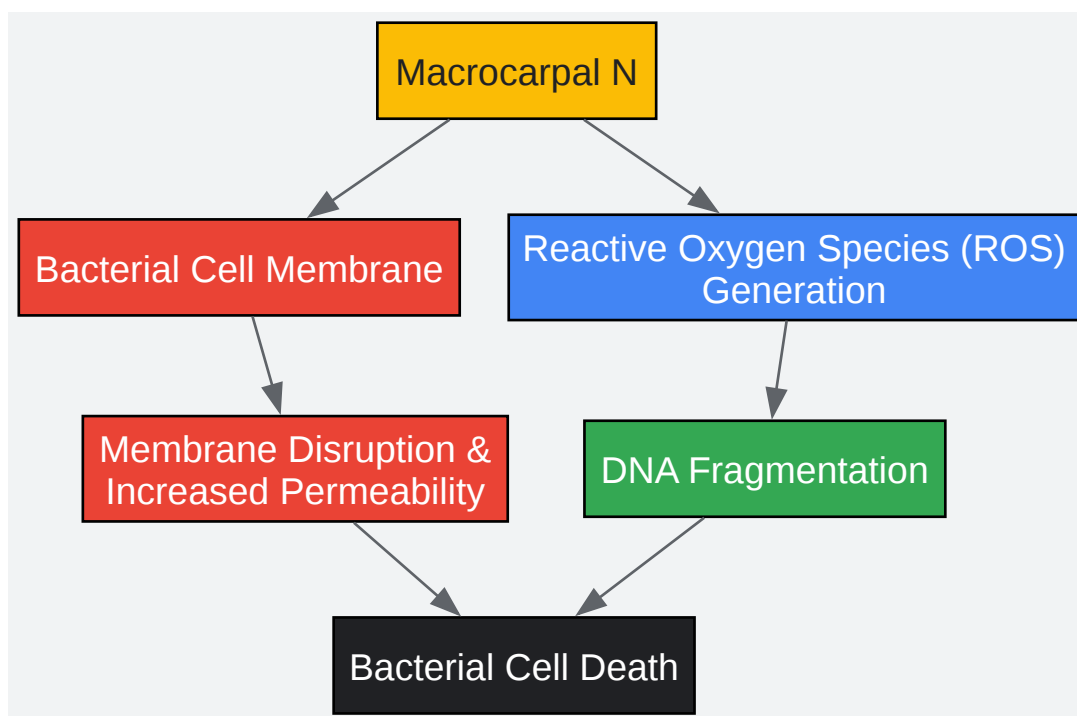 Macrocarpal N
Bacterial Cell Membrane
Reactive Oxygen Species (ROS)
Generation
Membrane Disruption &
Increased Permeability
DNA Fragmentation
Bacterial Cell Death